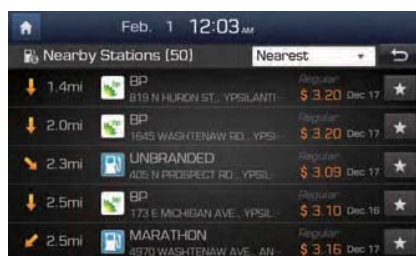 Feb. 1 12:03 AM
Nearby Stations (50) Nearest
1.4mi BP Regular
819 N HURON ST., YPSILANTI $ 3.20 Dec 17
2.0mi BP Regular
1645 WASHTENAW RD., YPSI $ 3.20 Dec 17
2.3mi UNBRANDED Regular
405 N PROSPECT RD., YPSIL $ 3.09 Dec 17
2.5mi BP Regular
173 E MICHIGAN AVE., YPSIL $ 3.10 Dec 16
2.5mi MARATHON Regular
4970 WASHTENAW AVE., AN $ 3.16 Dec 17